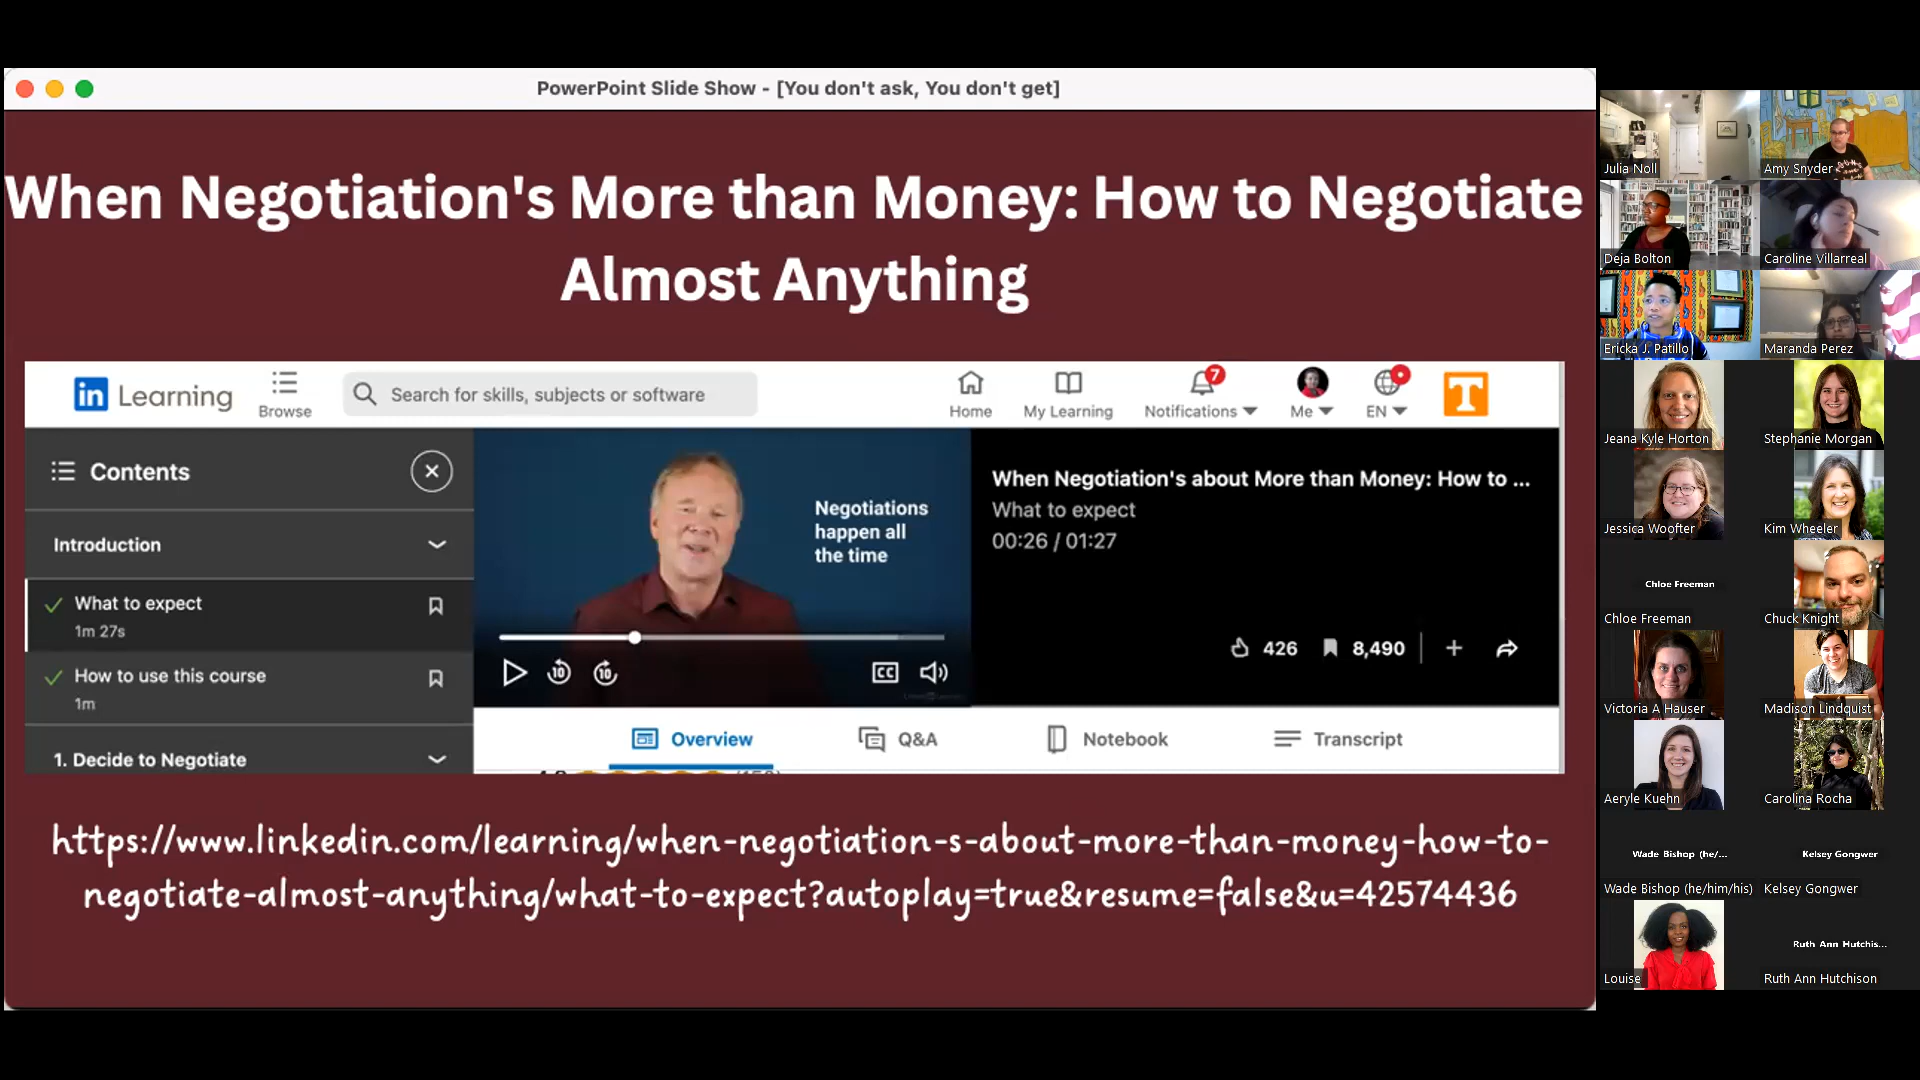 PowerPoint Slide Show - [You don't ask, You don't get]
When Negotiation's More than Money: How to Negotiate
Almost Anything
in Learning
Browse
Search for skills, subjects or software
Home
My Learning
7
Notifications
Me
EN
T
Contents
Introduction
What to expect
1m 27s
How to use this course
1m
1. Decide to Negotiate
Negotiations
happen all
the time
10
10
CC
When Negotiation's about More than Money: How to ...
What to expect
00:26 / 01:27
426
8,490
Overview
Q&A
Notebook
Transcript
https://www.linkedin.com/learning/when-negotiation-s-about-more-than-money-how-to-
negotiate-almost-anything/what-to-expect?autoplay=true&resume=false&u=42574436
Julia Noll
Amy Snyder
Deja Bolton
Caroline Villarreal
Ericka J. Patillo
Maranda Perez
Jeana Kyle Horton
Stephanie Morgan
Jessica Woofter
Kim Wheeler
Chloe Freeman
Chloe Freeman
Chuck Knight
Victoria A Hauser
Madison Lindquist
Aeryle Kuehn
Carolina Rocha
Wade Bishop (he/...
Kelsey Gongwer
Wade Bishop (he/him/his)
Kelsey Gongwer
Ruth Ann Hutchis...
Louise
Ruth Ann Hutchison